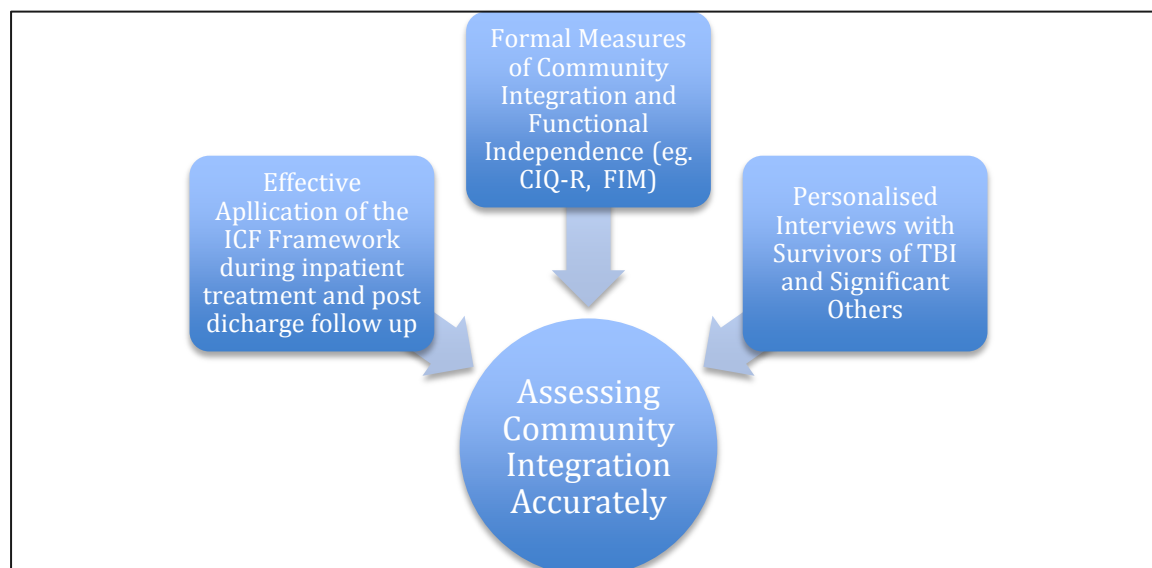 Formal Measures
of Community
Integration and
Functional
Independence (eg.
CIQ-R, FIM)
Effective
Apllication of the
ICF Framework
during inpatient
treatment and post
dicharge follow up
Personalised
Interviews with
Survivors of TBI
and Significant
Others
Assessing
Community
Integration
Accurately